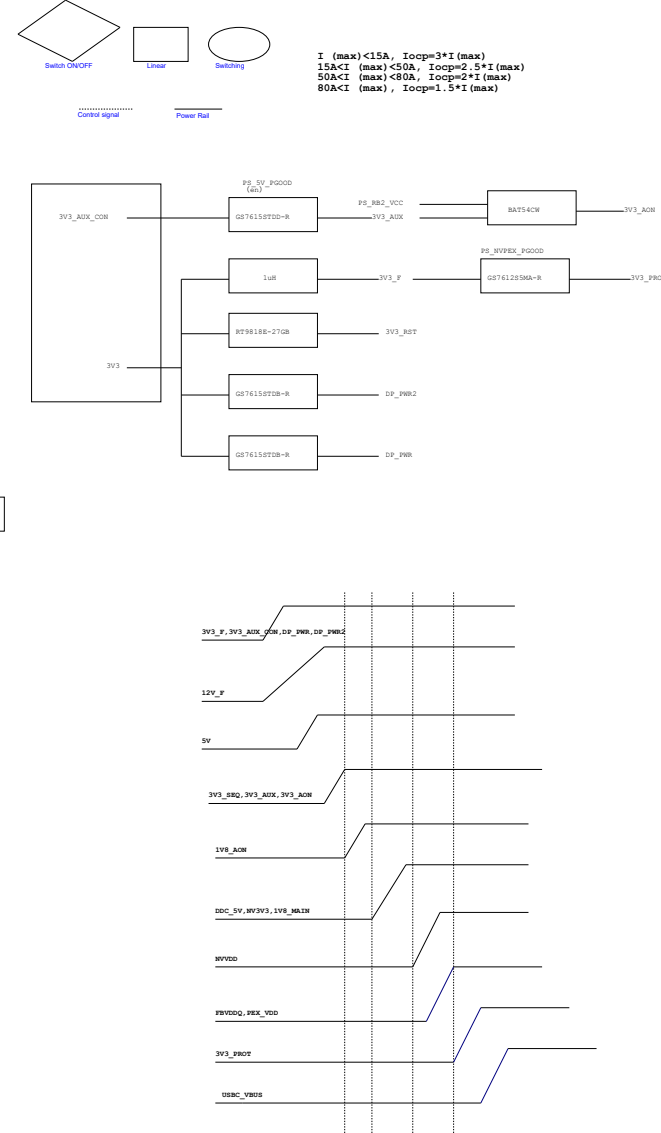 Switch ON/OFF
Linear
Switching
I (max)<15A, Iocp=3*I(max)
15A<I (max)<50A, Iocp=2.5*I(max)
50A<I (max)<80A, Iocp=2*I(max)
80A<I (max), Iocp=1.5*I(max)
Control signal
Power Rail
PS_5V_PGOOD
(en)
3V3_AUX_CON
GS7615STDD-R
PS_RB2_VCC
3V3_AUX
BAT54CW
3V3_AON
PS_NVPEX_PGOOD
1uH
3V3_F
GS7612S5MA-R
3V3_PRO
RT9818E-27GB
3V3_RST
3V3
GS7615STDB-R
DP_PWR2
GS7615STDB-R
DP_PWR
3V3_F,3V3_AUX_CON,DP_PWR,DP_PWR2
12V_F
5V
3V3_SEQ,3V3_AUX,3V3_AON
1V8_AON
DDC_5V,NV3V3,1V8_MAIN
NVVDD
FBVDDQ,PEX_VDD
3V3_PROT
USBC_VBUS